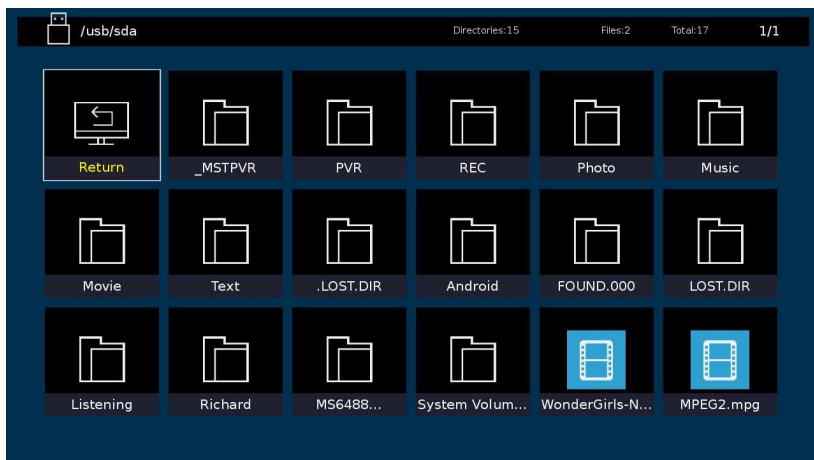 /usb/sda Directories:15 Files:2 Total:17 1/1
Return _MSTPVR PVR REC Photo Music
Movie Text .LOST.DIR Android FOUND.000 LOST.DIR
Listening Richard MS6488... System Volum... WonderGirls-N... MPEG2.mpg